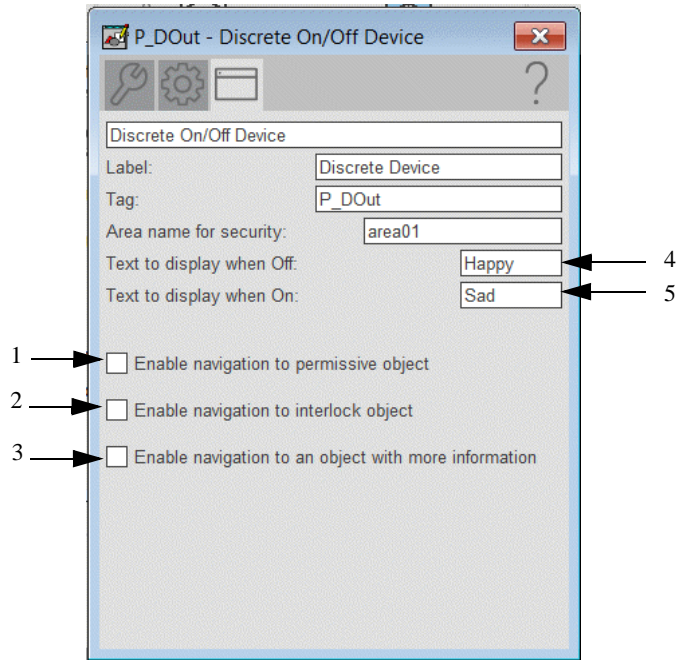 P_DOut - Discrete On/Off Device
?
Discrete On/Off Device
Label: Discrete Device
Tag: P_DOut
Area name for security: area01
Text to display when Off: Happy 4
Text to display when On: Sad 5
1 Enable navigation to permissive object
2 Enable navigation to interlock object
3 Enable navigation to an object with more information